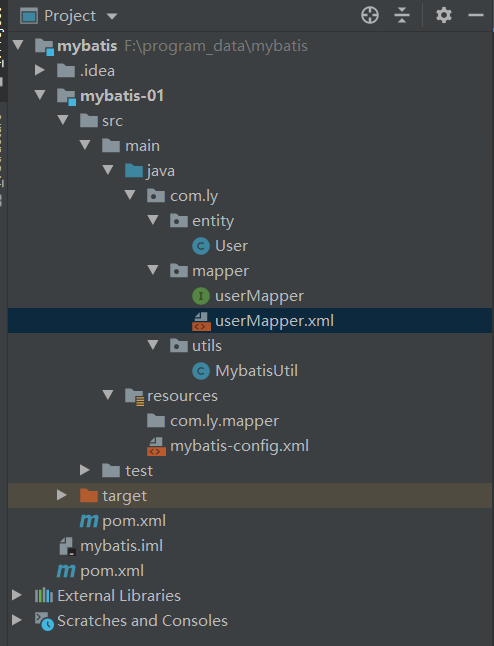 Project
mybatis F:\program_data\mybatis
.idea
mybatis-01
src
main
java
com.ly
entity
User
mapper
userMapper
userMapper.xml
utils
MybatisUtil
resources
com.ly.mapper
mybatis-config.xml
test
target
pom.xml
mybatis.iml
pom.xml
External Libraries
Scratches and Consoles